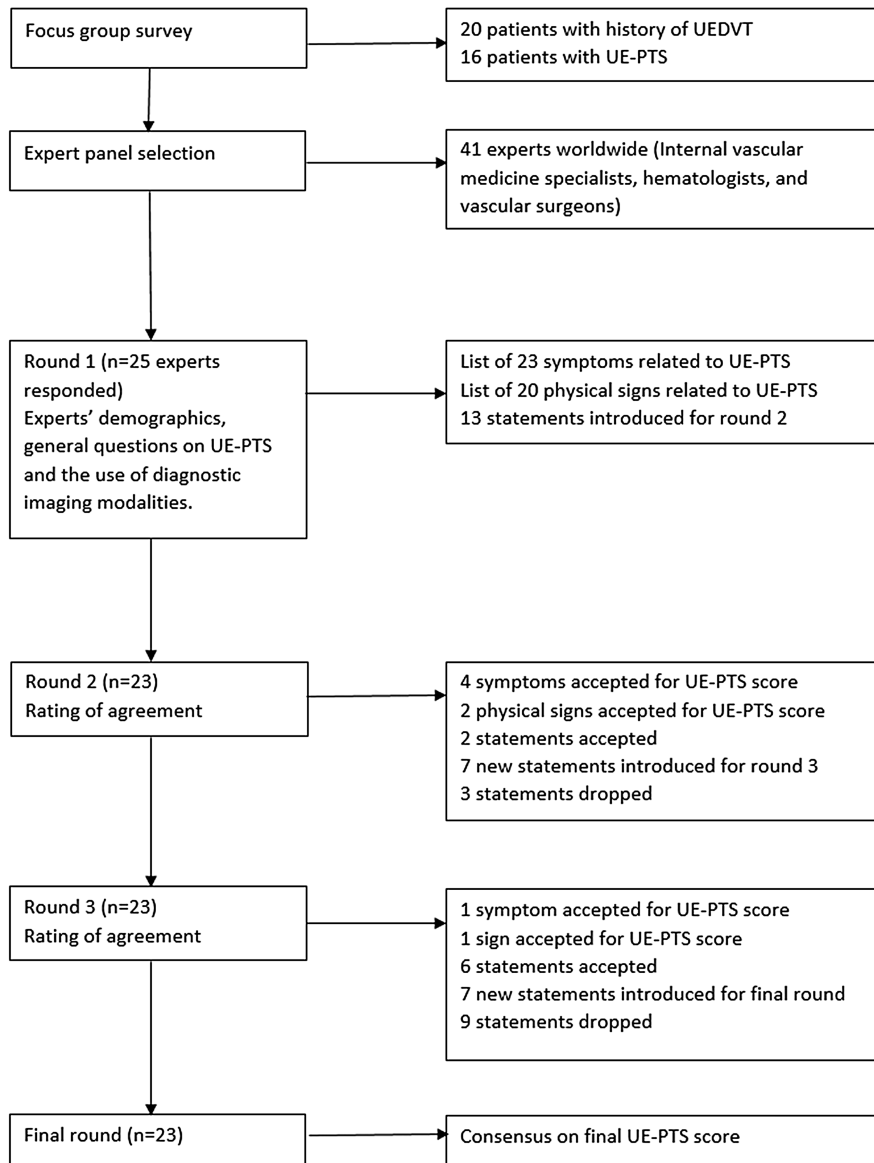 Focus group survey
20 patients with history of UEDVT
16 patients with UE-PTS
Expert panel selection
41 experts worldwide (Internal vascular
medicine specialists, hematologists, and
vascular surgeons)
Round 1 (n=25 experts
responded)
Experts’ demographics,
general questions on UE-PTS
and the use of diagnostic
imaging modalities.
List of 23 symptoms related to UE-PTS
List of 20 physical signs related to UE-PTS
13 statements introduced for round 2
Round 2 (n=23)
Rating of agreement
4 symptoms accepted for UE-PTS score
2 physical signs accepted for UE-PTS score
2 statements accepted
7 new statements introduced for round 3
3 statements dropped
Round 3 (n=23)
Rating of agreement
1 symptom accepted for UE-PTS score
1 sign accepted for UE-PTS score
6 statements accepted
7 new statements introduced for final round
9 statements dropped
Final round (n=23)
Consensus on final UE-PTS score